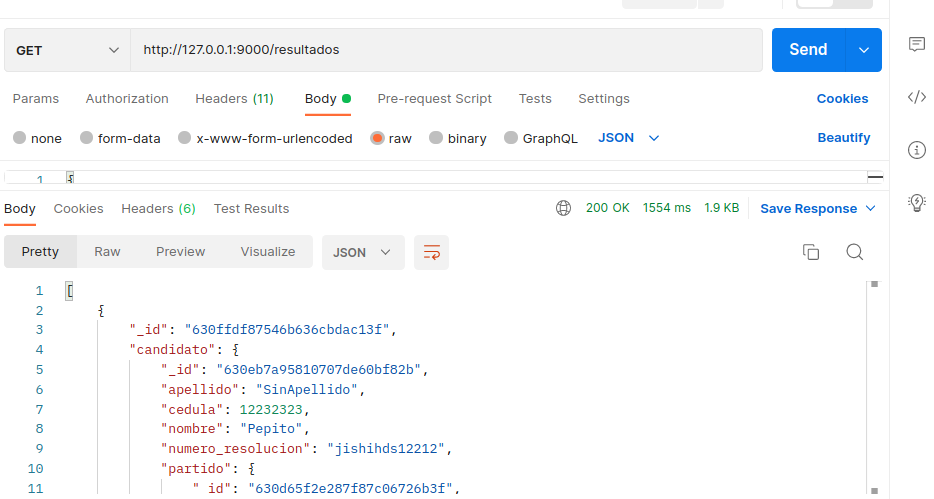 GET http://127.0.0.1:9000/resultados Send
Params Authorization Headers (11) Body Pre-request Script Tests Settings Cookies
none form-data x-www-form-urlencoded raw binary GraphQL JSON Beautify
1 {
Body Cookies Headers (6) Test Results 200 OK 1554 ms 1.9 KB Save Response
Pretty Raw Preview Visualize JSON
1 [
2 {
3 "_id": "630ffdf87546b636cbdac13f",
4 "candidato": {
5 "_id": "630eb7a95810707de60bf82b",
6 "apellido": "SinApellido",
7 "cedula": 12232323,
8 "nombre": "Pepito",
9 "numero_resolucion": "jishihds12212",
10 "partido": {
11 "_id": "630d65f2e287f87c06726b3f",